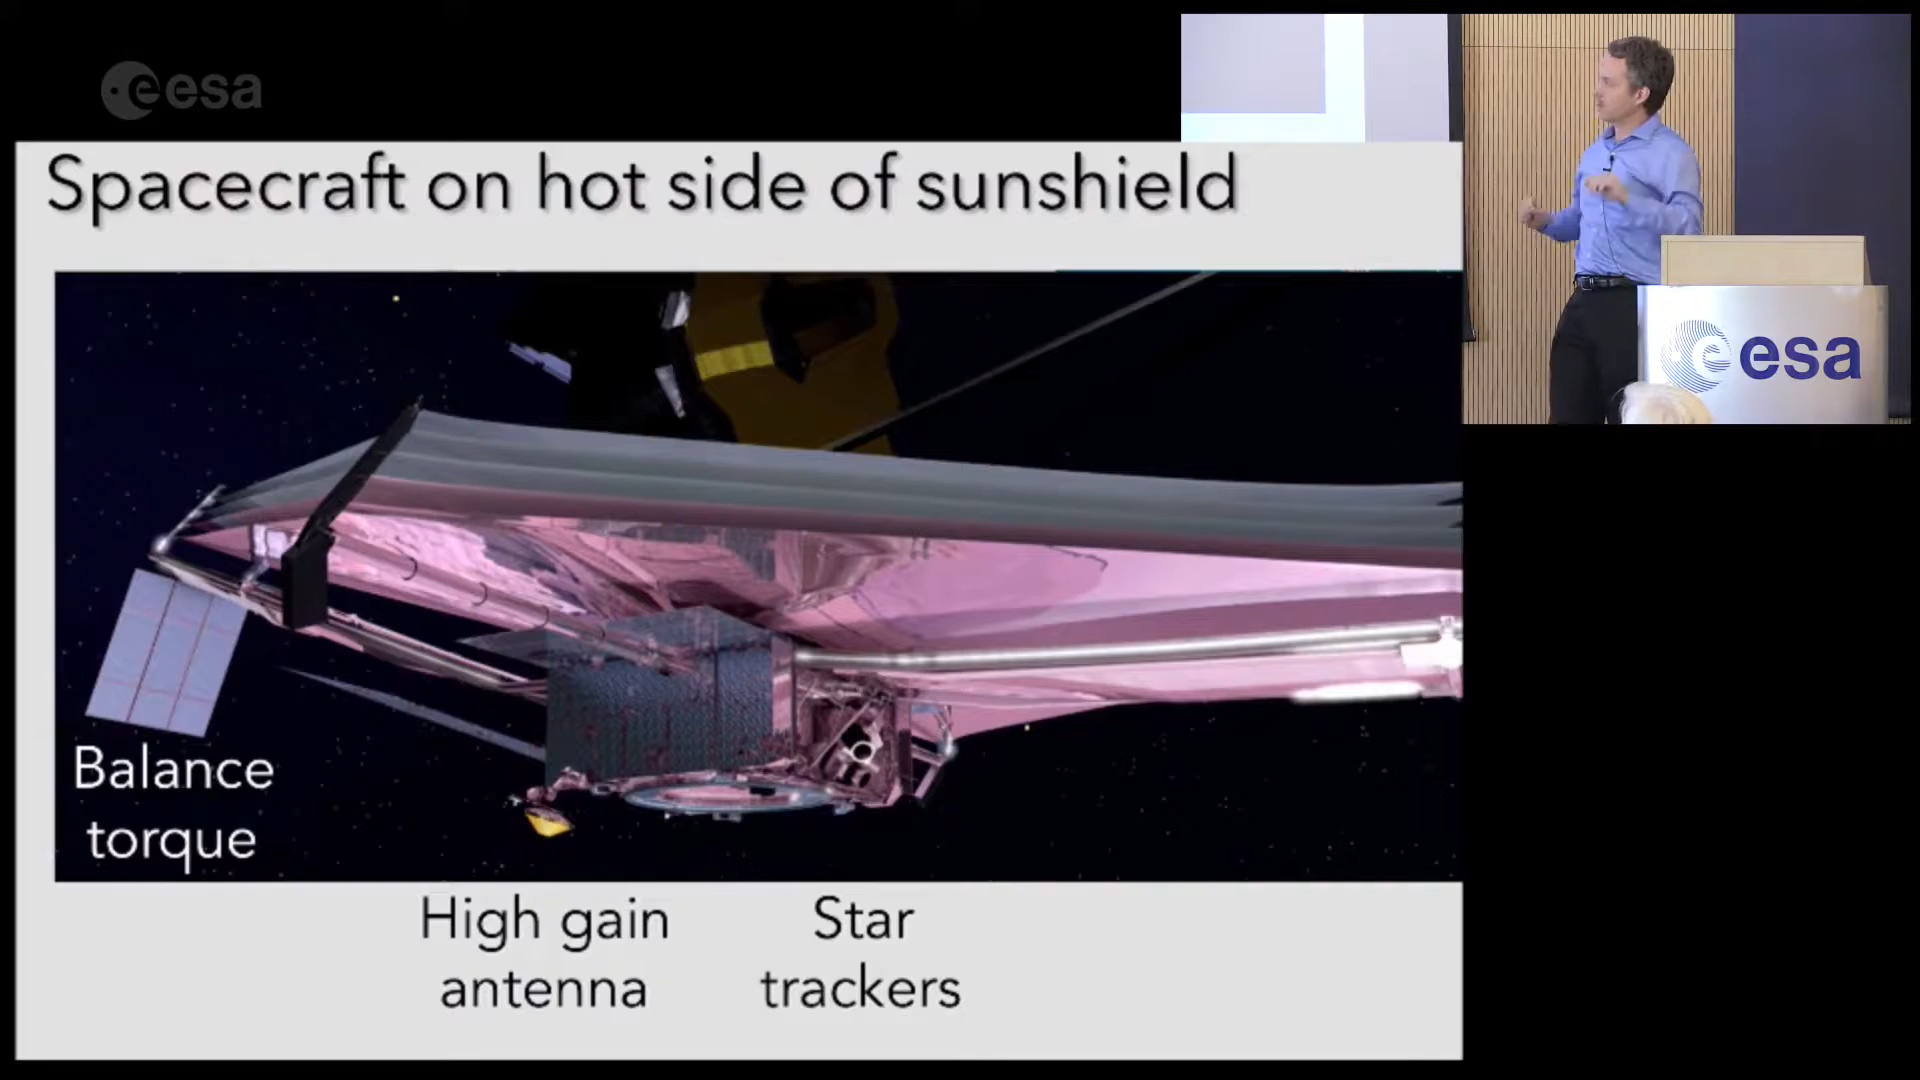 esa
Spacecraft on hot side of sunshield
esa
Balance
torque
High gain
antenna
Star
trackers